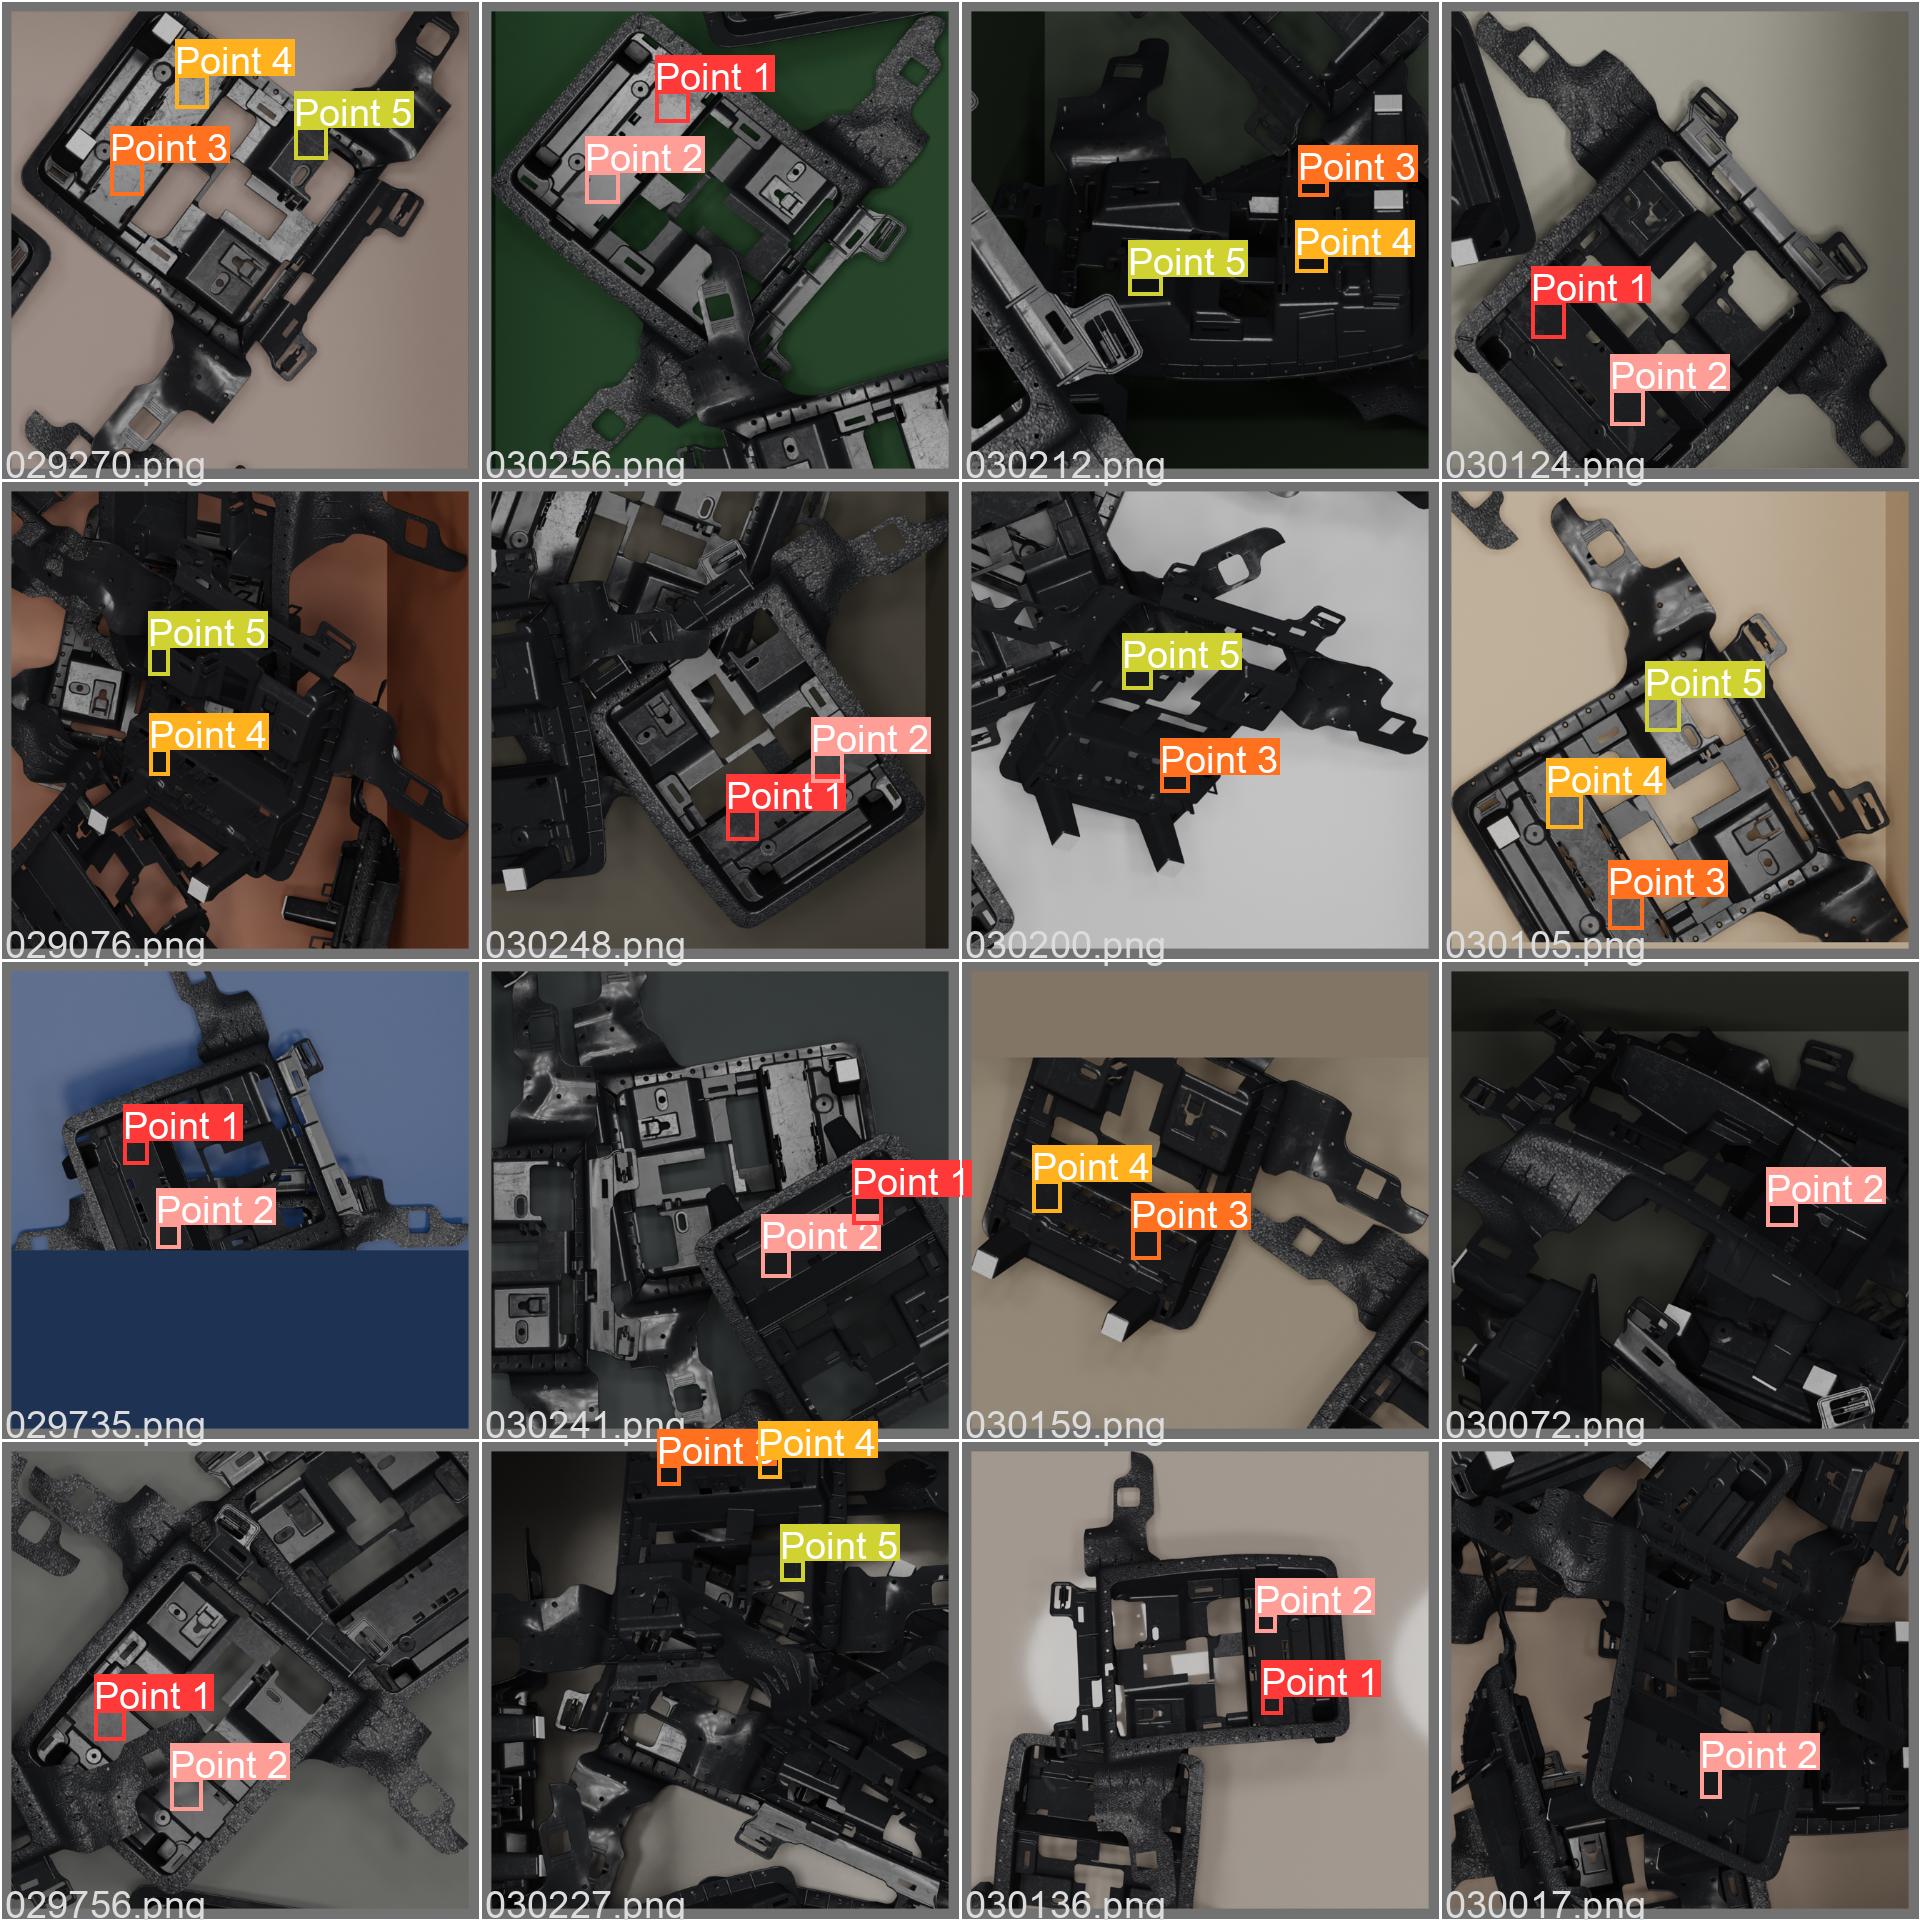 Point 4
Point 5
Point 3
029270.png
Point 1
Point 2
030256.png
Point 3
Point 4
Point 5
030212.png
Point 1
Point 2
030124.png
Point 5
Point 4
029076.png
Point 2
Point 1
030248.png
Point 5
Point 3
030200.png
Point 5
Point 4
Point 3
030105.png
Point 1
Point 2
029735.png
Point 1
Point 2
030241.png
Point 4
Point 3
030159.png
Point 2
030072.png
Point 1
Point 2
029756.png
Point 3
Point 4
Point 5
030227.png
Point 2
Point 1
030136.png
Point 2
030017.png